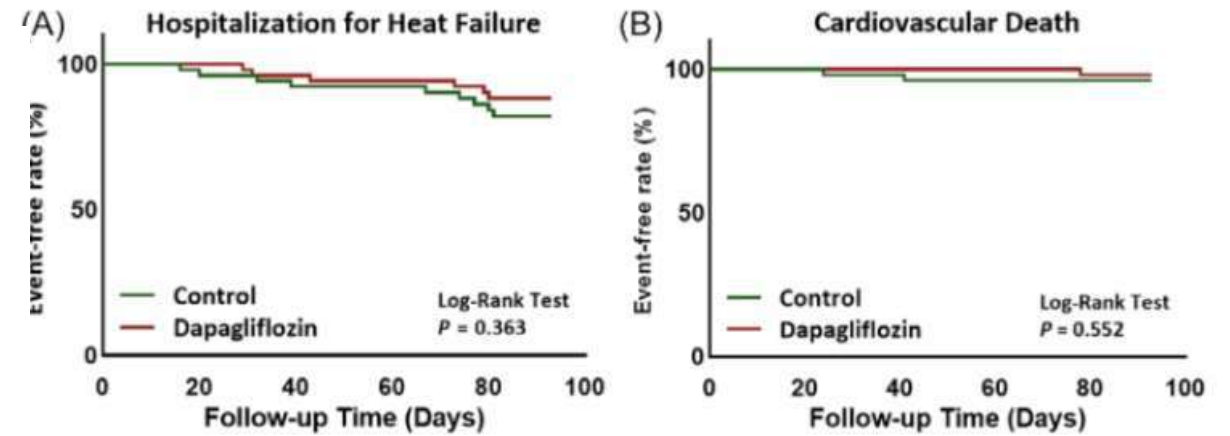 (A) Hospitalization for Heat Failure
100
50
0
Event-free rate (%)
Control
Dapagliflozin
Log-Rank Test
P = 0.363
0 20 40 60 80 100
Follow-up Time (Days)
(B) Cardiovascular Death
100
50
0
Event-free rate (%)
Control
Dapagliflozin
Log-Rank Test
P = 0.552
0 20 40 60 80 100
Follow-up Time (Days)